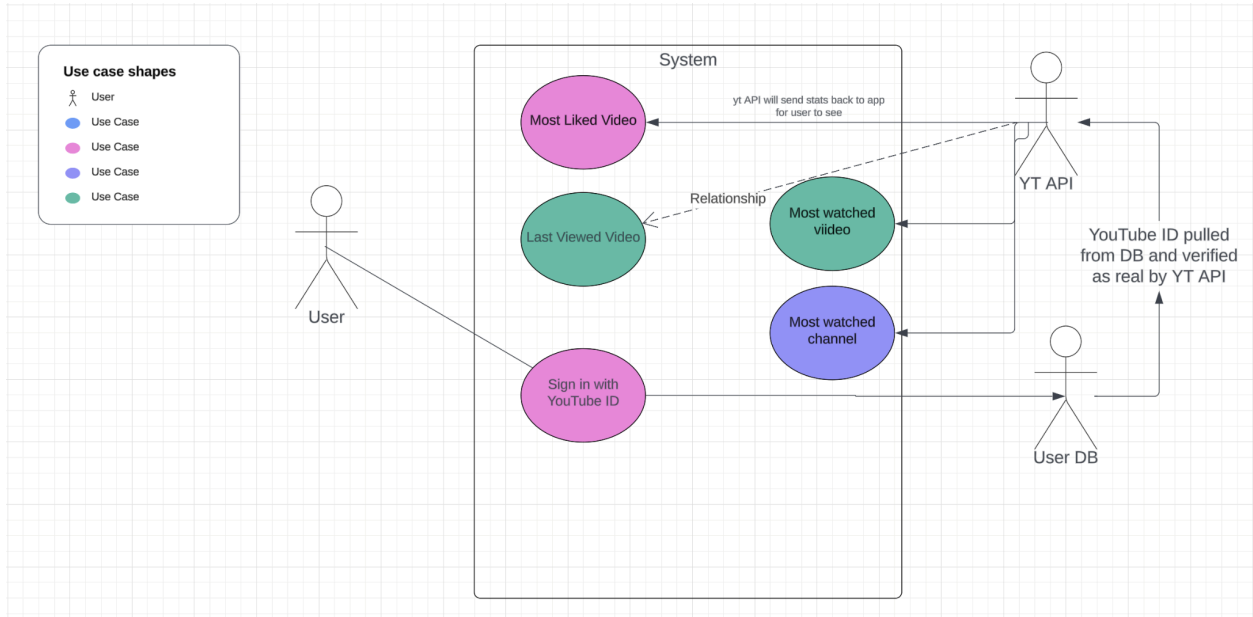 Use case shapes
User
Use Case
Use Case
Use Case
Use Case
System
Most Liked Video
yt API will send stats back to app
for user to see
YT API
Relationship
Last Viewed Video
Most watched
viideo
YouTube ID pulled
from DB and verified
as real by YT API
User
Most watched
channel
Sign in with
YouTube ID
User DB